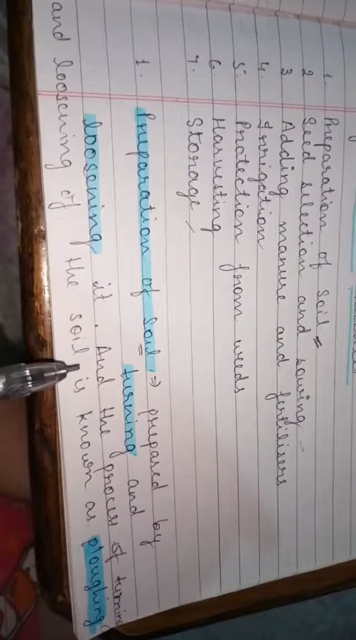 1. Preparation of soil =
2 Seed selection and sowing -
3 Adding manure and fertilisers
4 Irrigation
5. Protection from weeds
6 Harvesting
7. Storage -
1. Preparation of soil => prepared by
turning and
loosening it. And the process of turning
and loosening of the soil is known as ploughing